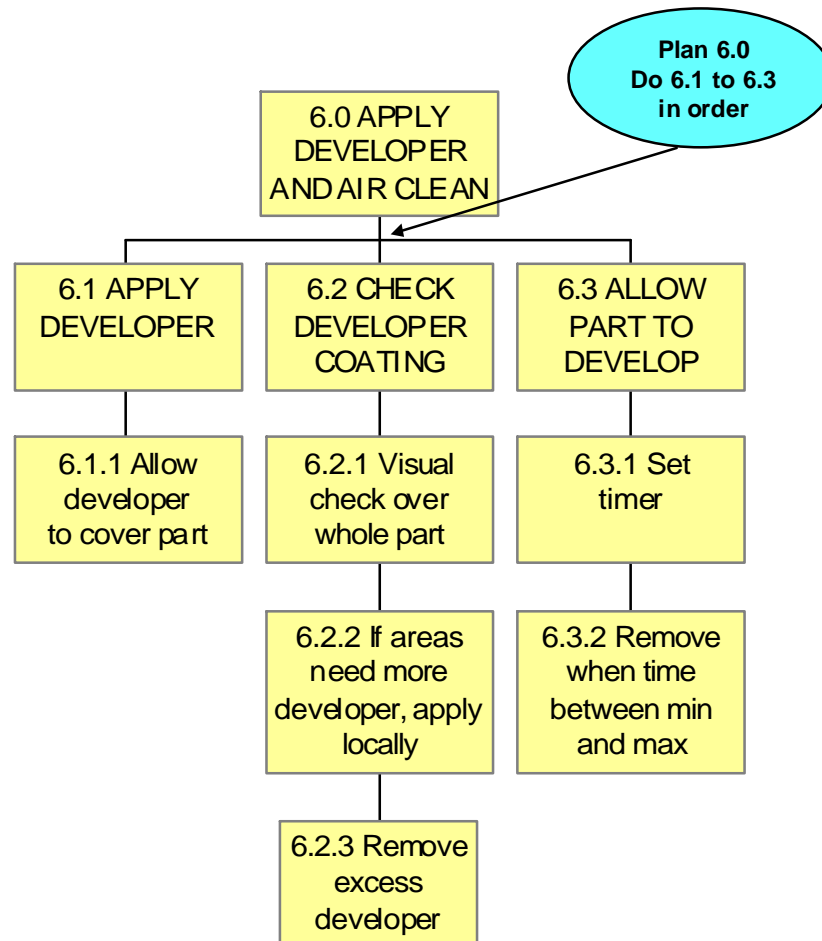 Plan 6.0
Do 6.1 to 6.3
in order
6.0 APPLY
DEVELOPER
AND AIR CLEAN
6.1 APPLY
DEVELOPER
6.2 CHECK
DEVELOPER
COATING
6.3 ALLOW
PART TO
DEVELOP
6.1.1 Allow
developer
to cover part
6.2.1 Visual
check over
whole part
6.3.1 Set
timer
6.2.2 If areas
need more
developer, apply
locally
6.3.2 Remove
when time
between min
and max
6.2.3 Remove
excess
developer